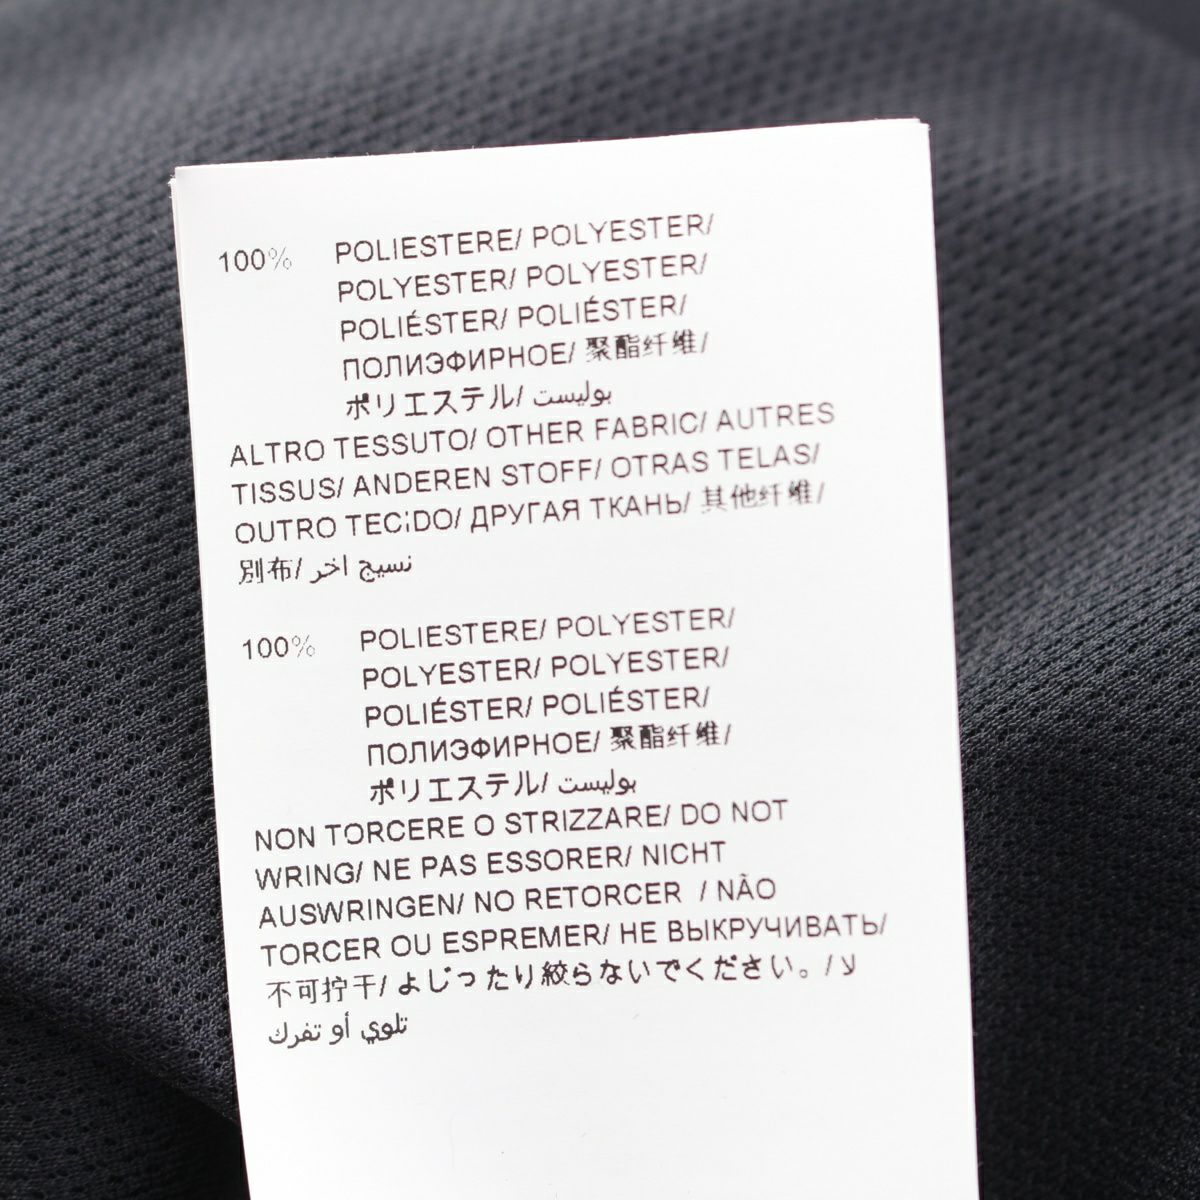 100% POLIESTERE/ POLYESTER/
POLYESTER/ POLYESTER/
POLIÉSTER/ POLIÉSTER/
ПОЛИЭФИРНОЕ/ 聚酯纤维/
ポリエステル/ بوليست
ALTRO TESSUTO/ OTHER FABRIC/ AUTRES
TISSUS/ ANDEREN STOFF/ OTRAS TELAS/
OUTRO TEC¡DO/ ДРУГАЯ ТКАНЬ/ 其他纤维/
別布/ نسيج اخر
100% POLIESTERE/ POLYESTER/
POLYESTER/ POLYESTER/
POLIÉSTER/ POLIÉSTER/
ПОЛИЭФИРНОЕ/ 聚酯纤维/
ポリエステル/ بوليست
NON TORCERE O STRIZZARE/ DO NOT
WRING/ NE PAS ESSORER/ NICHT
AUSWRINGEN/ NO RETORCER / NÃO
TORCER OU ESPREMER/ НЕ ВЫКРУЧИВАТЬ/
不可拧干/ よじったり絞らないでください。/ لا
تلوي أو تفرك